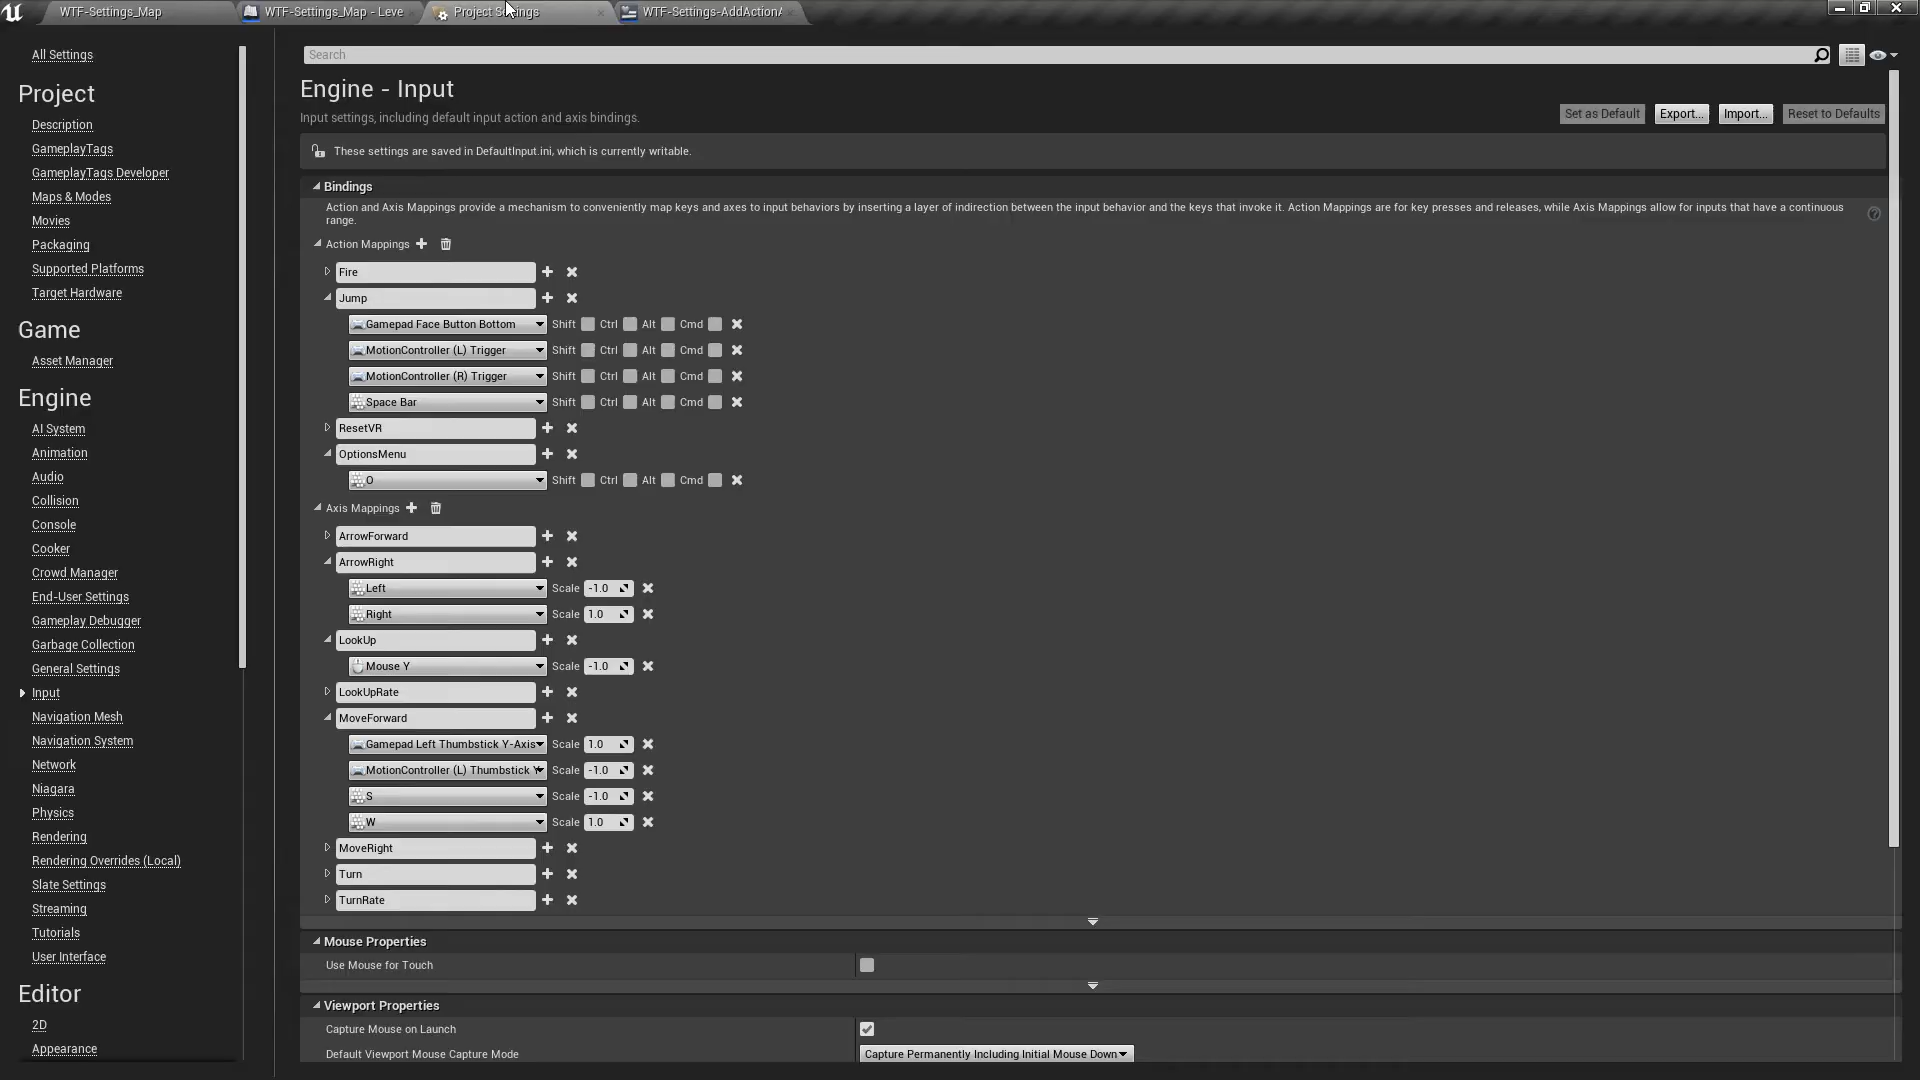 WTF-Settings_Map
WTF-Settings_Map - Leve
Project Settings
WTF-Settings-AddActionA
All Settings
Project
Description
GameplayTags
GameplayTags Developer
Maps & Modes
Movies
Packaging
Supported Platforms
Target Hardware
Game
Asset Manager
Engine
AI System
Animation
Audio
Collision
Console
Cooker
Crowd Manager
End-User Settings
Gameplay Debugger
Garbage Collection
General Settings
Input
Navigation Mesh
Navigation System
Network
Niagara
Physics
Rendering
Rendering Overrides (Local)
Slate Settings
Streaming
Tutorials
User Interface
Editor
2D
Appearance
Search
Engine - Input
Input settings, including default input action and axis bindings.
Set as Default
Export...
Import...
Reset to Defaults
These settings are saved in DefaultInput.ini, which is currently writable.
Bindings
Action and Axis Mappings provide a mechanism to conveniently map keys and axes to input behaviors by inserting a layer of indirection between the input behavior and the keys that invoke it. Action Mappings are for key presses and releases, while Axis Mappings allow for inputs that have a continuous
range.
Action Mappings
Fire
Jump
Gamepad Face Button Bottom Shift Ctrl Alt Cmd
MotionController (L) Trigger Shift Ctrl Alt Cmd
MotionController (R) Trigger Shift Ctrl Alt Cmd
Space Bar Shift Ctrl Alt Cmd
ResetVR
OptionsMenu
O Shift Ctrl Alt Cmd
Axis Mappings
ArrowForward
ArrowRight
Left Scale -1.0
Right Scale 1.0
LookUp
Mouse Y Scale -1.0
LookUpRate
MoveForward
Gamepad Left Thumbstick Y-Axis Scale 1.0
MotionController (L) Thumbstick Y Scale -1.0
S Scale -1.0
W Scale 1.0
MoveRight
Turn
TurnRate
Mouse Properties
Use Mouse for Touch
Viewport Properties
Capture Mouse on Launch
Default Viewport Mouse Capture Mode Capture Permanently Including Initial Mouse Down